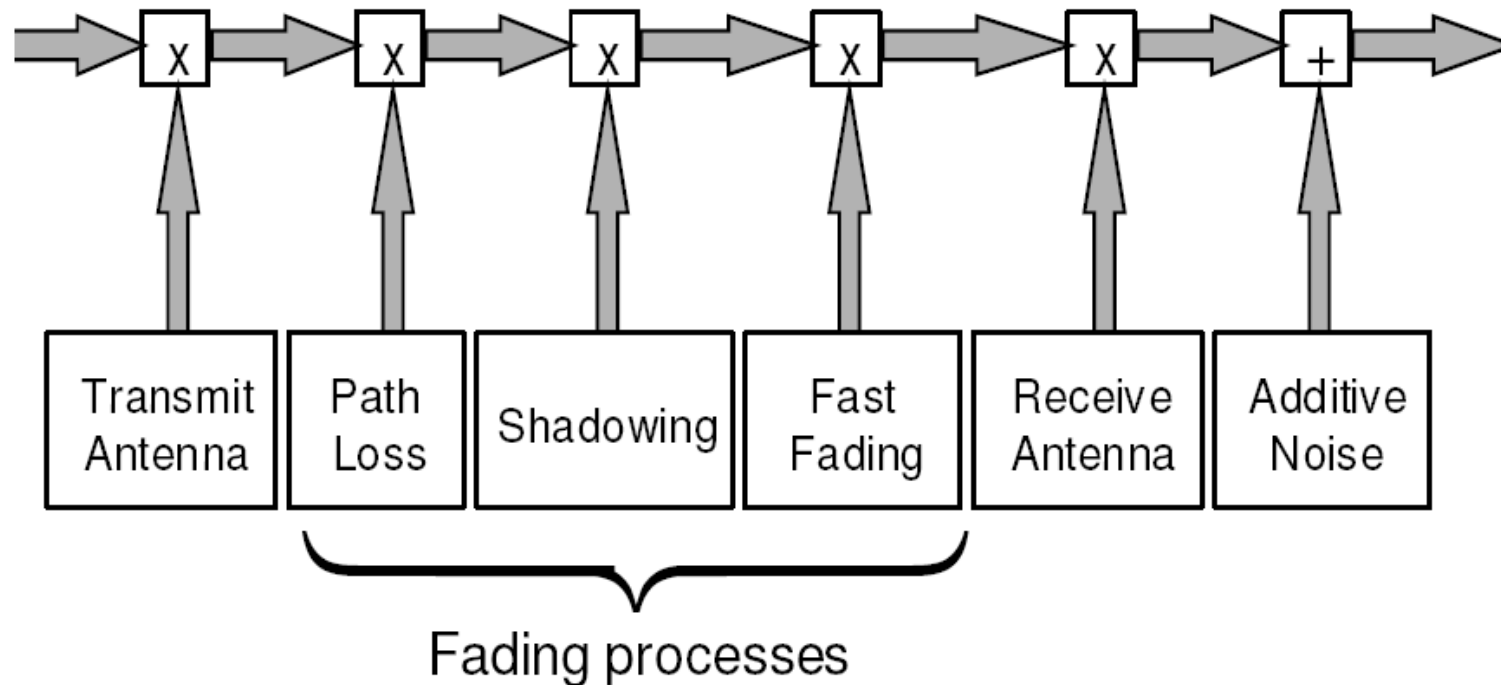 X X X X X +
Transmit
Antenna
Path
Loss
Shadowing
Fast
Fading
Receive
Antenna
Additive
Noise
Fading processes